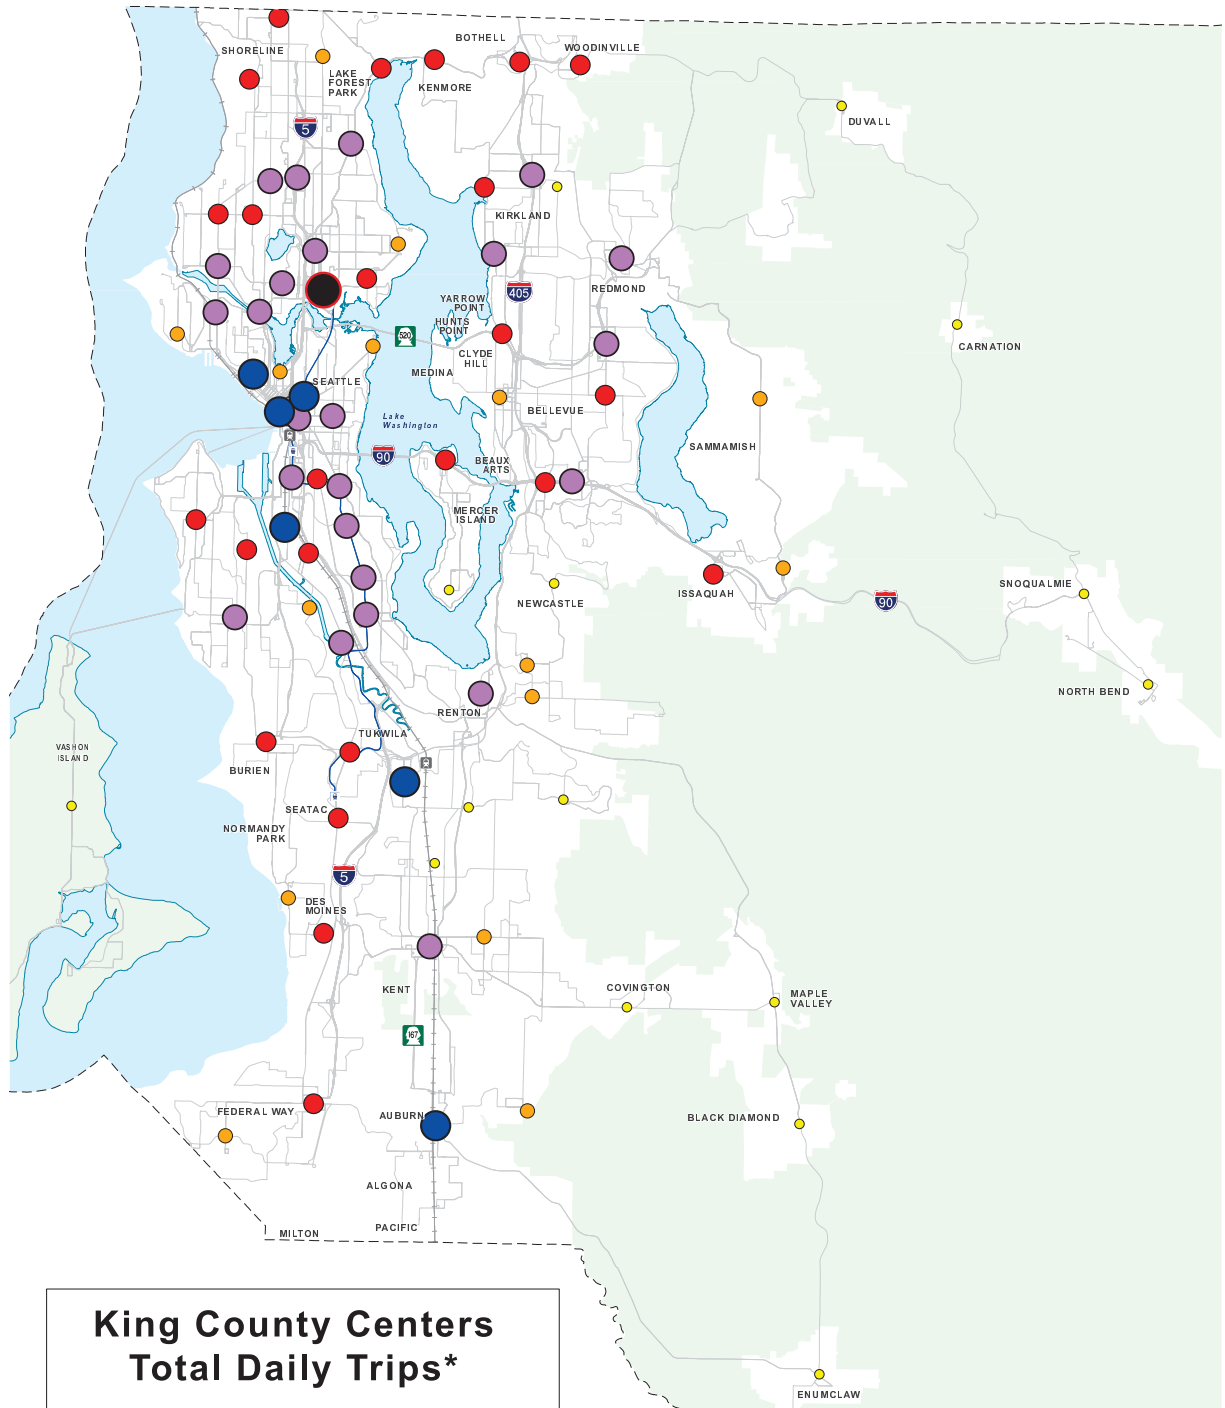 BOTHELL
WOODINVILLE
SHORELINE
LAKE
FOREST
PARK
KENMORE
DUVALL
5
KIRKLAND
REDMOND
405
YARROW
POINT
HUNTS
POINT
520
CLYDE
HILL
CARNATION
MEDINA
SEATTLE
BELLEVUE
Lake
Washington
SAMMAMISH
90
BEAUX
ARTS
MERCER
ISLAND
ISSAQUAH
SNOQUALMIE
90
NEWCASTLE
NORTH BEND
RENTON
TUKWILA
VASHON
ISLAND
BURIEN
SEATAC
NORMANDY
PARK
5
DES
MOINES
KENT
COVINGTON
MAPLE
VALLEY
167
FEDERAL WAY
AUBURN
BLACK DIAMOND
ALGONA
PACIFIC
MILTON
King County Centers
Total Daily Trips*
ENUMCLAW